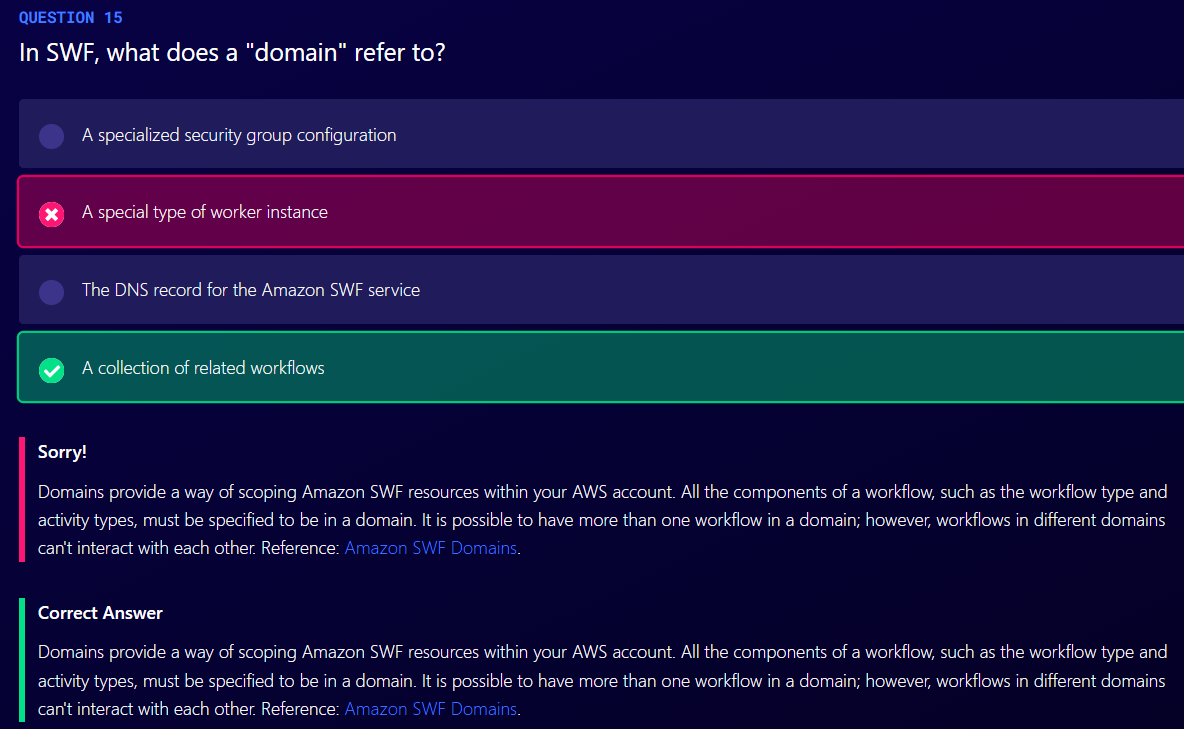 QUESTION 15
In SWF, what does a "domain" refer to?
A specialized security group configuration
A special type of worker instance
The DNS record for the Amazon SWF service
A collection of related workflows
Sorry!
Domains provide a way of scoping Amazon SWF resources within your AWS account. All the components of a workflow, such as the workflow type and
activity types, must be specified to be in a domain. It is possible to have more than one workflow in a domain; however, workflows in different domains
can't interact with each other. Reference: Amazon SWF Domains.
Correct Answer
Domains provide a way of scoping Amazon SWF resources within your AWS account. All the components of a workflow, such as the workflow type and
activity types, must be specified to be in a domain. It is possible to have more than one workflow in a domain; however, workflows in different domains
can't interact with each other. Reference: Amazon SWF Domains.